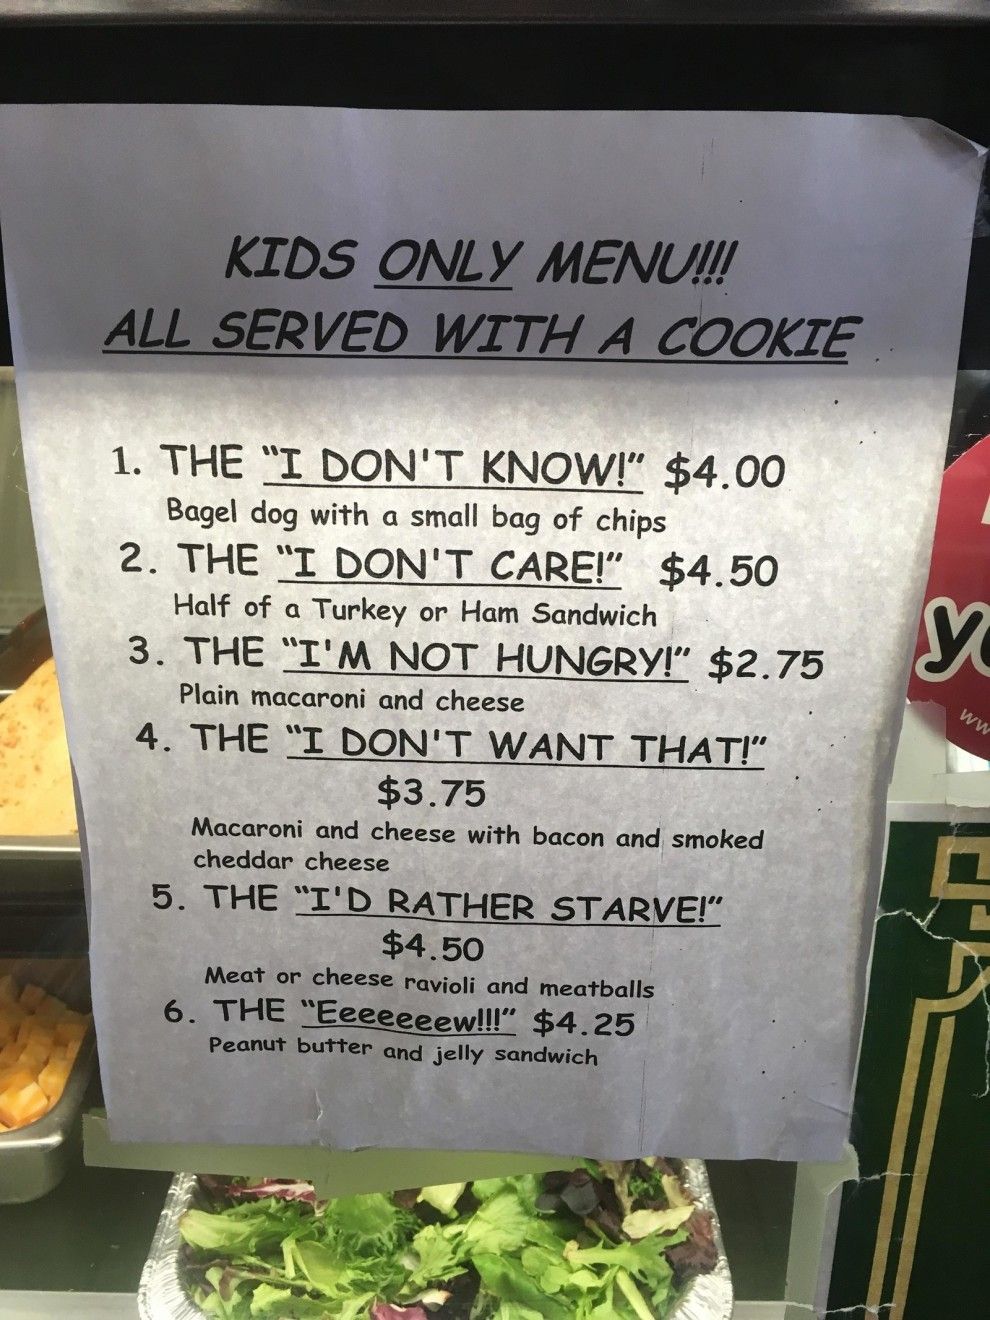 KIDS ONLY MENU!!!
ALL SERVED WITH A COOKIE
1. THE "I DON'T KNOW!" $4.00
Bagel dog with a small bag of chips
2. THE "I DON'T CARE!" $4.50
Half of a Turkey or Ham Sandwich
3. THE "I'M NOT HUNGRY!" $2.75
Plain macaroni and cheese
4. THE "I DON'T WANT THAT!"
$3.75
Macaroni and cheese with bacon and smoked
cheddar cheese
5. THE "I'D RATHER STARVE!"
$4.50
Meat or cheese ravioli and meatballs
6. THE "Eeeeeeew!!!" $4.25
Peanut butter and jelly sandwich